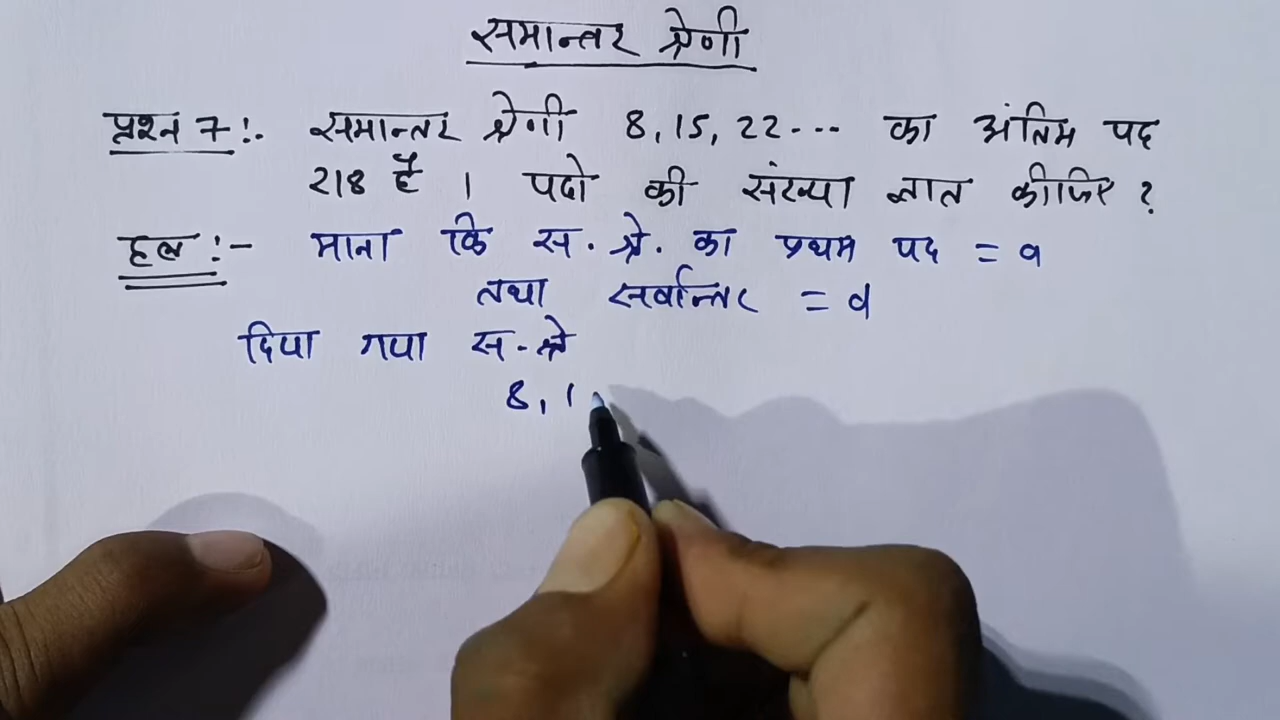 समान्तर श्रेणी
प्रश्न 7:- समान्तर श्रेणी 8, 15, 22... का अंतिम पद
218 है । पदो की संख्या ज्ञात कीजिए ?
हल :- माना कि स. श्रे. का प्रथम पद = a
तथा सर्वान्तर = d
दिया गया स. श्रे
8, 1